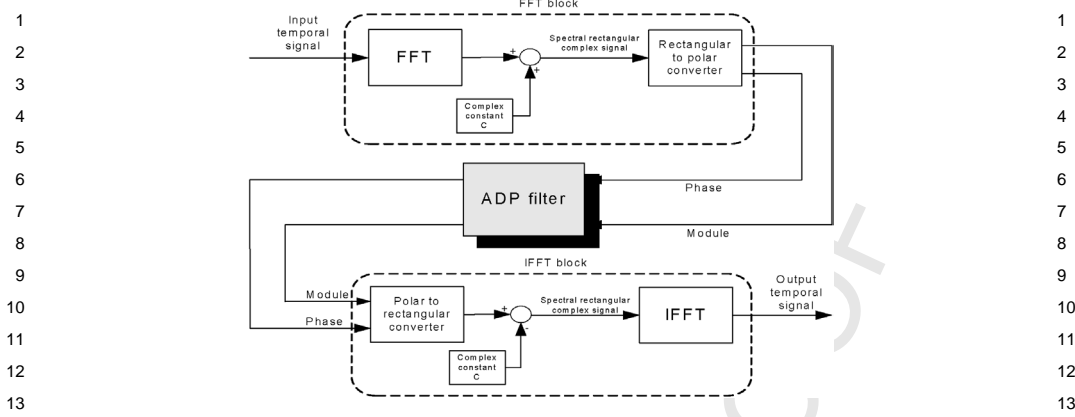 FFT block
1 1
Input
temporal
signal
2 2
FFT
+
+
Spectral rectangular
complex signal
Rectangular
to polar
converter
3 3
Complex
constant
C
4 4
5 5
6 6
Phase
ADP filter
7 7
Module
8 8
IFFT block
9 9
Output
temporal
signal
Module
10 10
Phase
Polar to
rectangular
converter
+
-
Spectral rectangular
complex signal
IFFT
11 11
Complex
constant
C
12 12
13 13